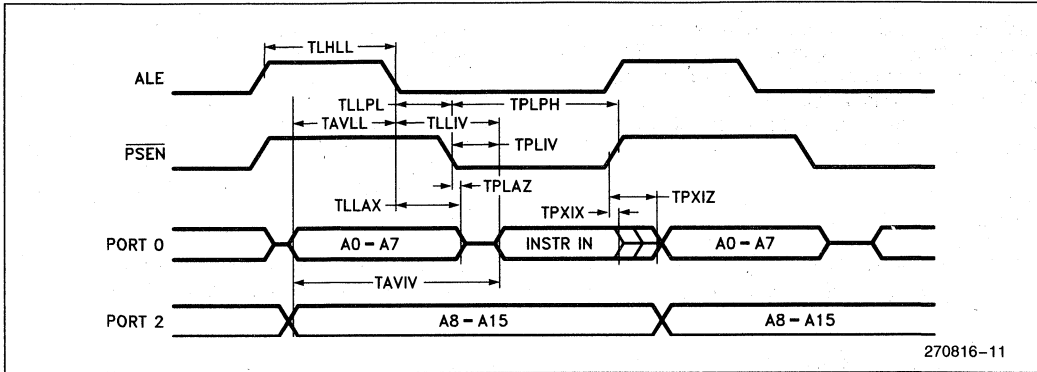 TLHLL
ALE
TLLPL
TPLPH
TAVLL
TLLIV
PSEN
TPLIV
TPLAZ
TLLAX
TPXIX
TPXIZ
PORT 0
A0-A7
INSTR IN
A0-A7
TAVIV
PORT 2
A8-A15
A8-A15
270816-11